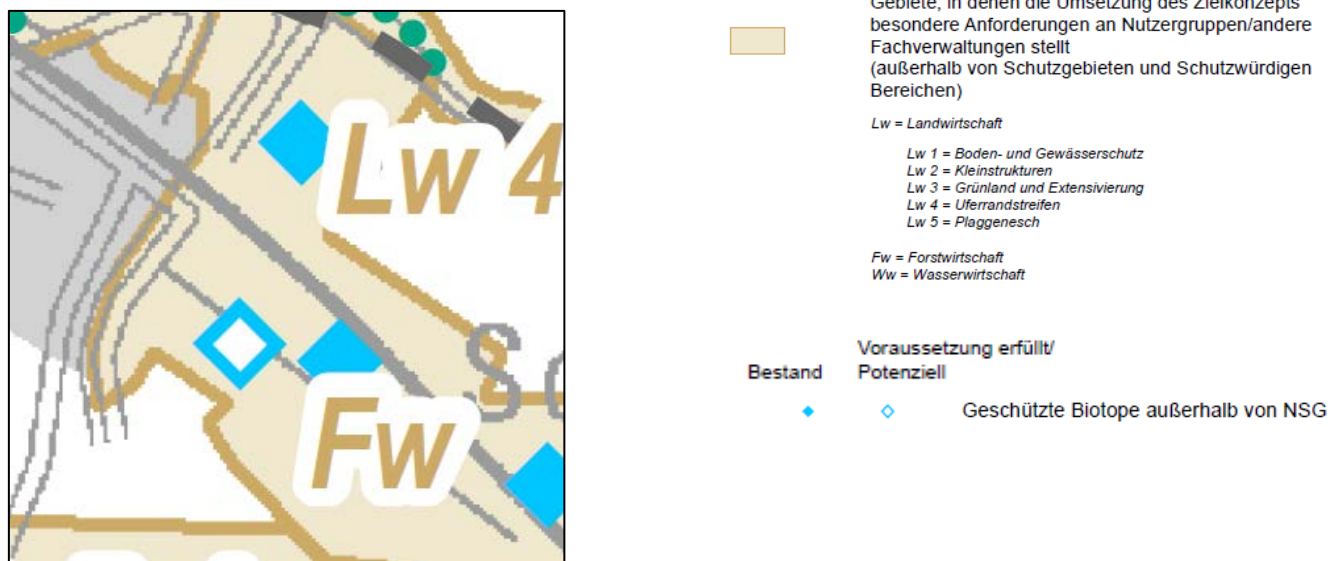 Lw 4
So
Fw
Gebiete, in denen die Umsetzung des Zielkonzepts
besondere Anforderungen an Nutzergruppen/andere
Fachverwaltungen stellt
(außerhalb von Schutzgebieten und Schutzwürdigen
Bereichen)
Lw = Landwirtschaft
Lw 1 = Boden- und Gewässerschutz
Lw 2 = Kleinstrukturen
Lw 3 = Grünland und Extensivierung
Lw 4 = Uferrandstreifen
Lw 5 = Plaggenesch
Fw = Forstwirtschaft
Ww = Wasserwirtschaft
Voraussetzung erfüllt/
Bestand Potenziell
Geschützte Biotope außerhalb von NSG